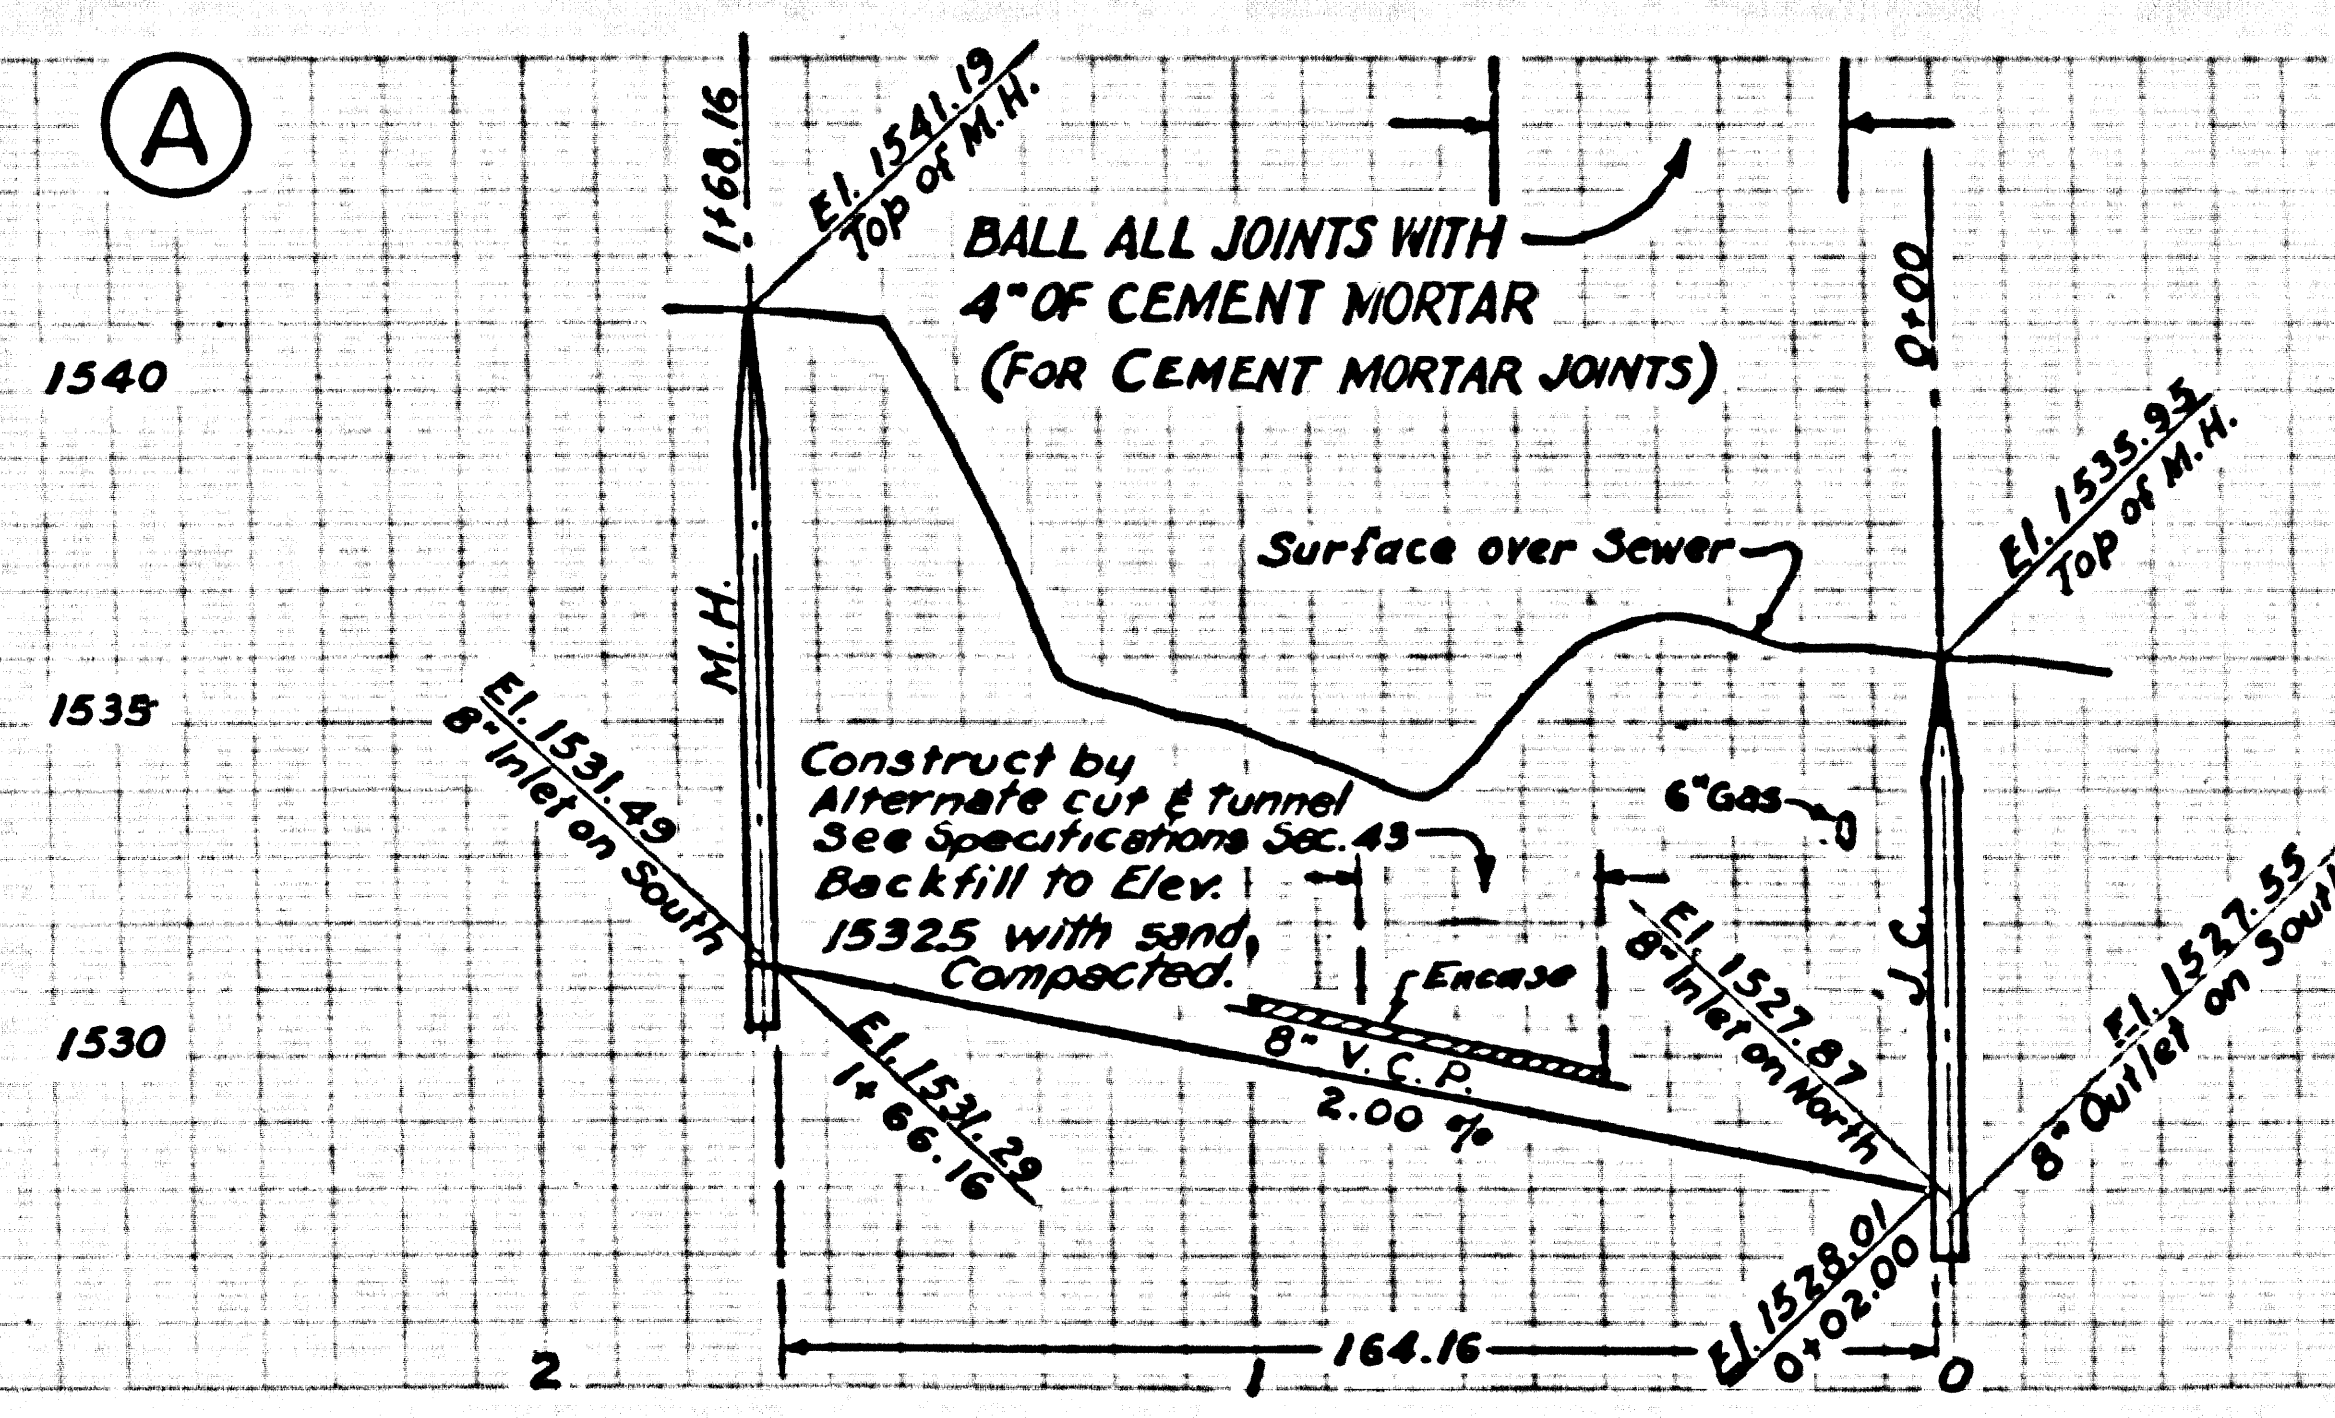 A
1+68.16
El. 1541.19
Top of M.H.
BALL ALL JOINTS WITH
4" OF CEMENT MORTAR
(FOR CEMENT MORTAR JOINTS)
0+00
1540
El. 1535.95
Top of M.H.
Surface over Sewer
M.H.
1535
El. 1531.49
8" Inlet on South
Construct by
Alternate cut & Tunnel
See Specifications Sec. 43
Backfill to Elev.
1532.5 with sand,
Compacted.
6" Gas
Encase
El. 1527.87
8" Inlet on North
J.C.
El. 1527.55
8" Outlet on South
1530
El. 1531.29
1+66.16
8" V.C.P.
2.00 %
El. 1528.01
0+02.00
164.16
2
1
0